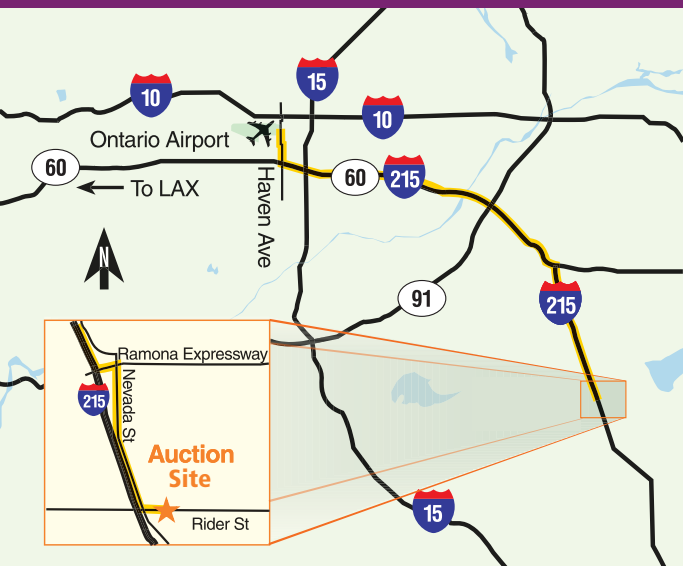 15
10
10
Ontario Airport
60
60
215
To LAX
Haven Ave
N
91
215
Ramona Expressway
Nevada St
215
Auction
Site
Rider St
15